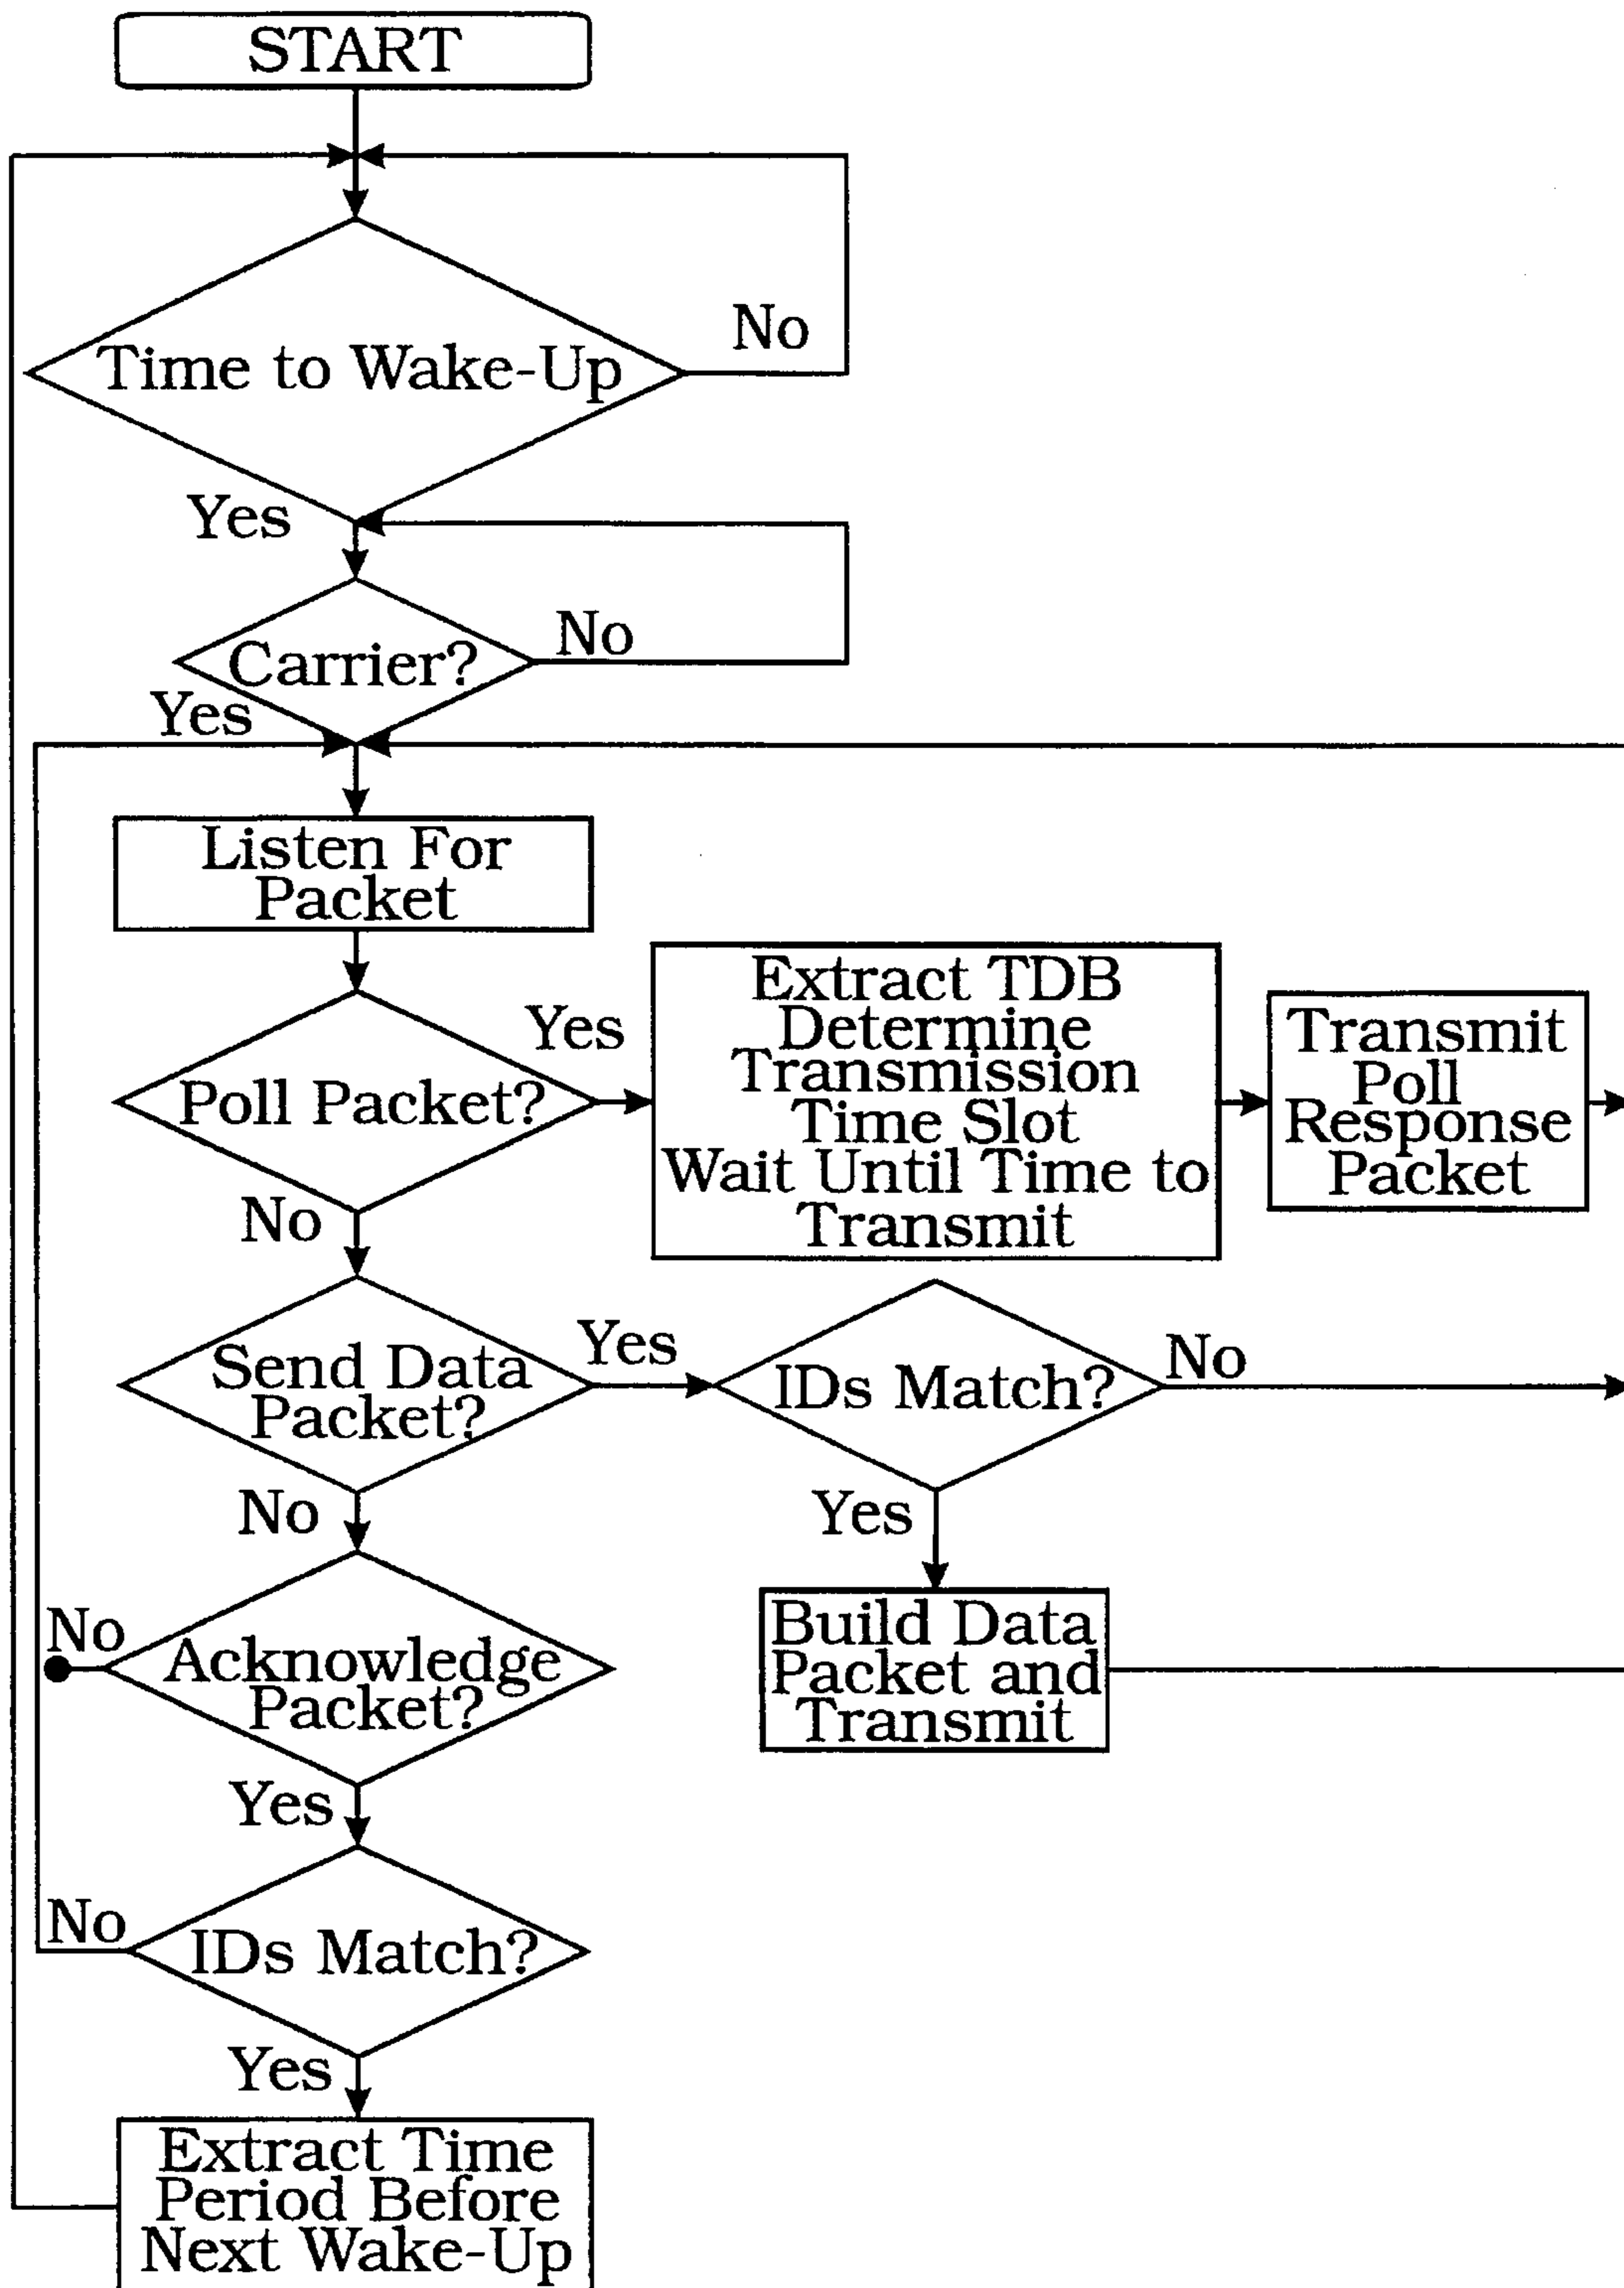 START
Time to Wake-Up
No
Yes
Carrier?
No
Yes
Listen For
Packet
Poll Packet?
Yes
Extract TDB
Determine
Transmission
Time Slot
Wait Until Time to
Transmit
Transmit
Poll
Response
Packet
No
Send Data
Packet?
Yes
IDs Match?
No
No
Yes
Acknowledge
Packet?
No
Build Data
Packet and
Transmit
Yes
IDs Match?
No
Yes
Extract Time
Period Before
Next Wake-Up